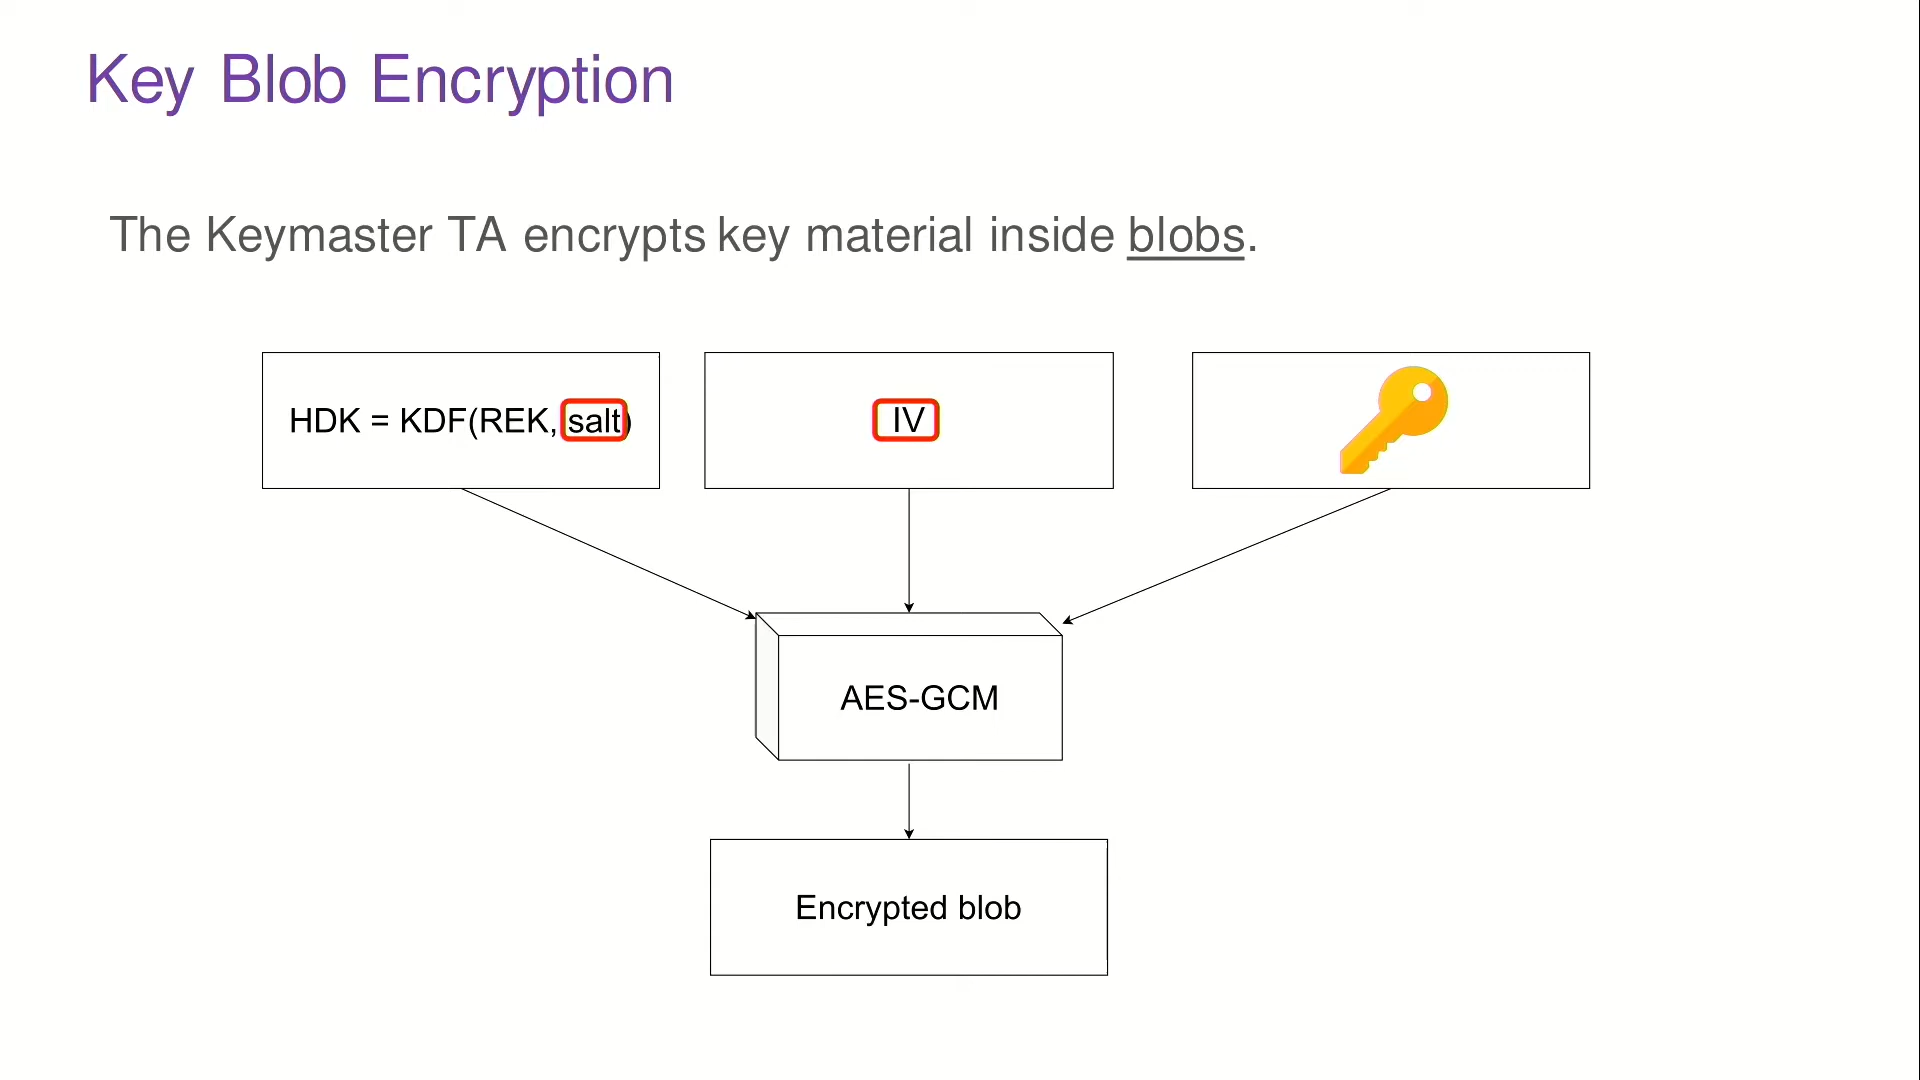 Key Blob Encryption
The Keymaster TA encrypts key material inside blobs.
HDK = KDF(REK, salt)
IV
AES-GCM
Encrypted blob